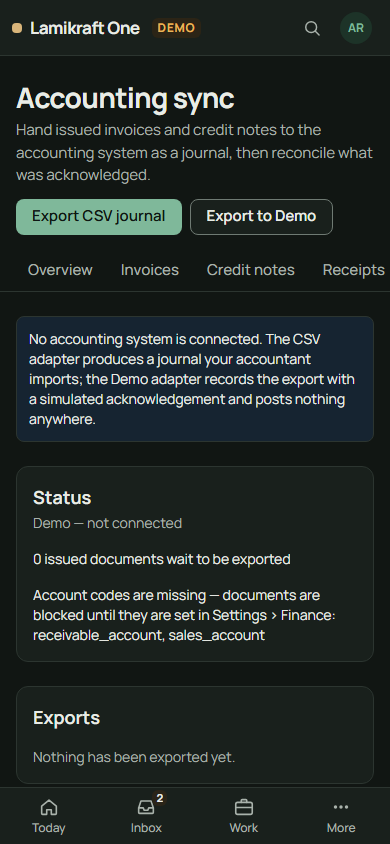 Lamikraft One DEMO AR
Accounting sync
Hand issued invoices and credit notes to the
accounting system as a journal, then reconcile what
was acknowledged.
Export CSV journal Export to Demo
Overview Invoices Credit notes Receipts
No accounting system is connected. The CSV
adapter produces a journal your accountant
imports; the Demo adapter records the export with
a simulated acknowledgement and posts nothing
anywhere.
Status
Demo — not connected
0 issued documents wait to be exported
Account codes are missing — documents are
blocked until they are set in Settings > Finance:
receivable_account, sales_account
Exports
Nothing has been exported yet.
2
Today Inbox Work More